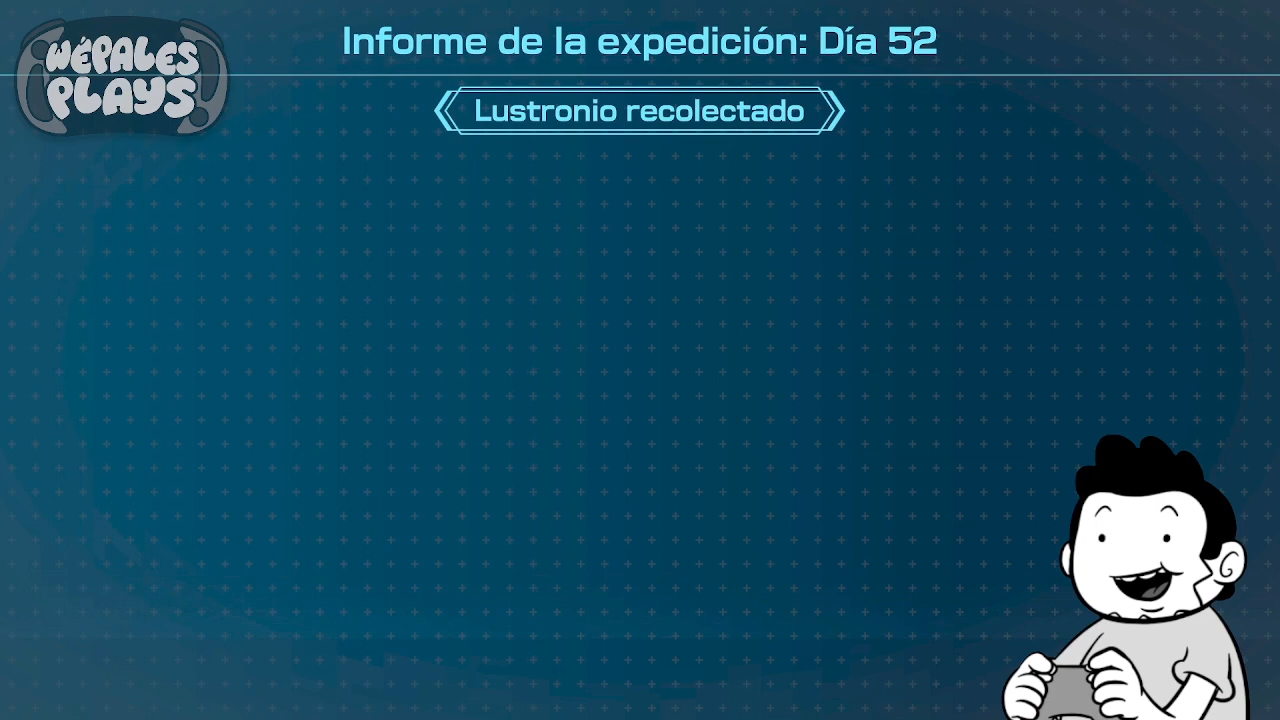 WÉPALES
PLAYS
Informe de la expedición: Día 52
Lustronio recolectado